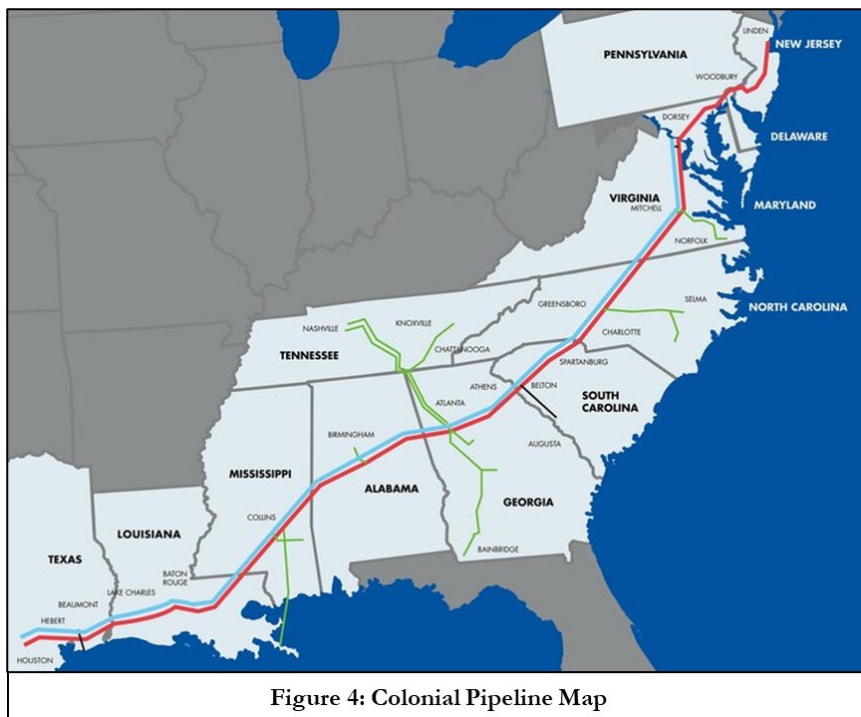 LINDEN
NEW JERSEY
PENNSYLVANIA
WOODBURY
DORSEY
DELAWARE
VIRGINIA
MITCHELL
MARYLAND
NORFOLK
GREENSBORO
SELMA
NORTH CAROLINA
NASHVILLE
KNOXVILLE
CHARLOTTE
TENNESSEE
CHATTANOOGA
SPARTANBURG
ATHENS
BELTON
SOUTH
CAROLINA
ATLANTA
BIRMINGHAM
AUGUSTA
MISSISSIPPI
ALABAMA
GEORGIA
COLLINS
LOUISIANA
BAINBRIDGE
TEXAS
BATON
ROUGE
LAKE CHARLES
BEAUMONT
HEBERT
HOUSTON
Figure 4: Colonial Pipeline Map